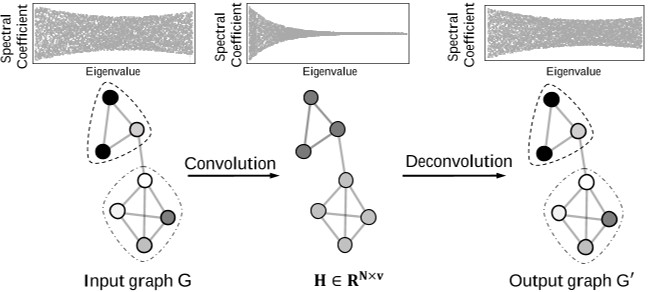 Spectral
Coefficient
Eigenvalue
Spectral
Coefficient
Eigenvalue
Spectral
Coefficient
Eigenvalue
Convolution
Deconvolution
Input graph G
H ∈ R^{N×v}
Output graph G′